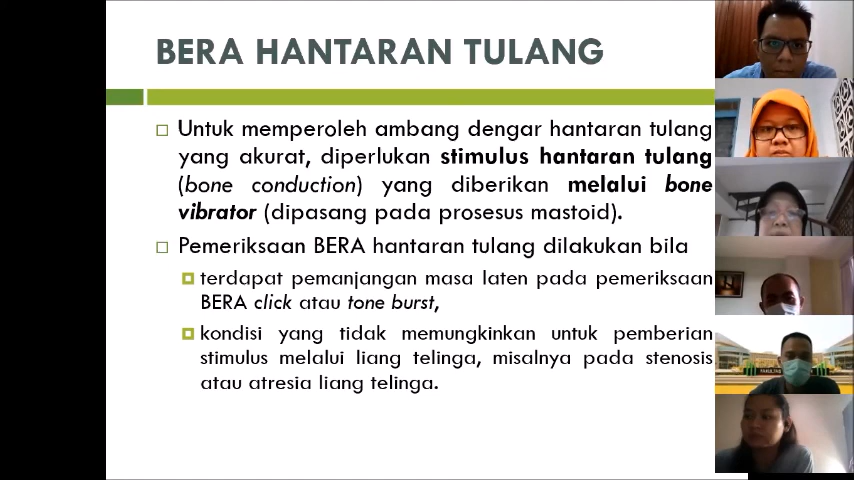 BERA HANTARAN TULANG
Untuk memperoleh ambang dengar hantaran tulang
yang akurat, diperlukan stimulus hantaran tulang
(bone conduction) yang diberikan melalui bone
vibrator (dipasang pada prosesus mastoid).
Pemeriksaan BERA hantaran tulang dilakukan bila
terdapat pemanjangan masa laten pada pemeriksaan
BERA click atau tone burst,
kondisi yang tidak memungkinkan untuk pemberian
stimulus melalui liang telinga, misalnya pada stenosis
atau atresia liang telinga.